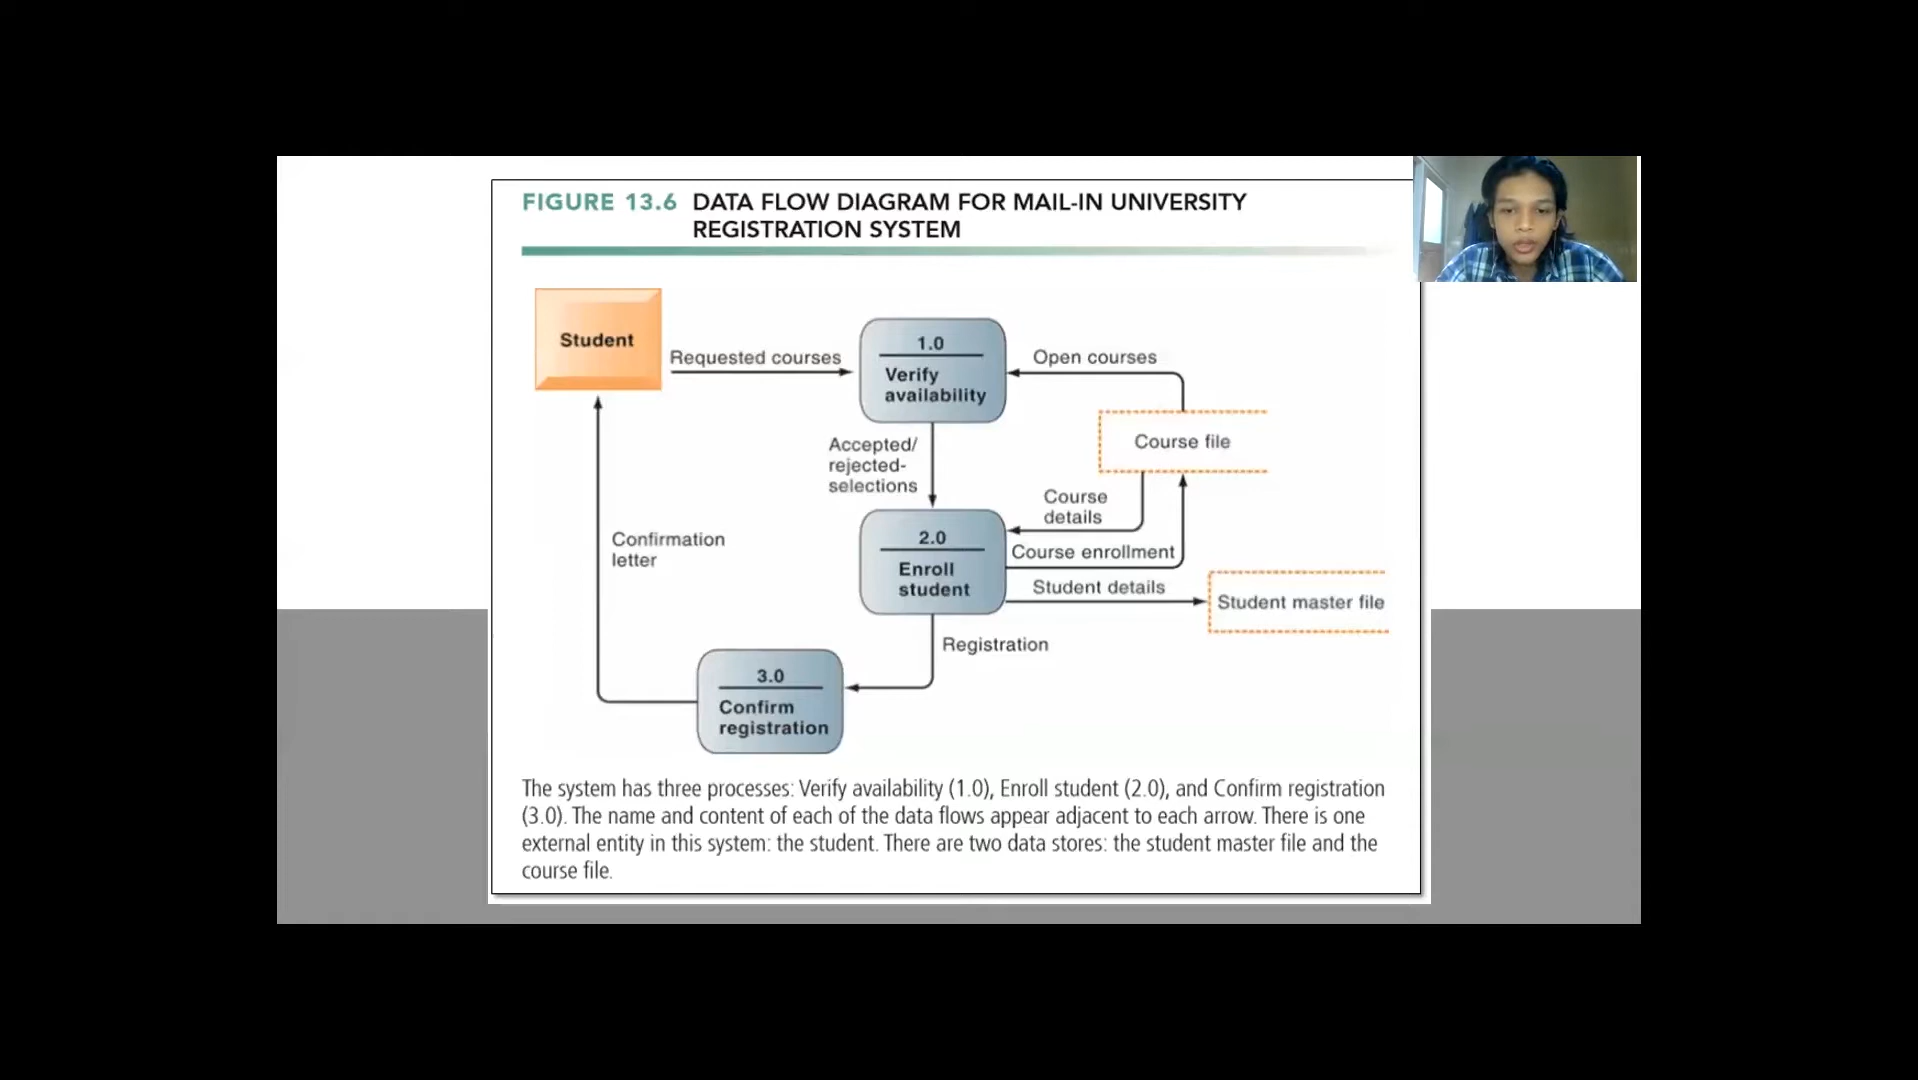 FIGURE 13.6 DATA FLOW DIAGRAM FOR MAIL-IN UNIVERSITY
REGISTRATION SYSTEM
Student
Requested courses
1.0
Verify
availability
Open courses
Course file
Accepted/
rejected-
selections
Course
details
2.0
Enroll
student
Course enrollment
Student details
Student master file
Confirmation
letter
Registration
3.0
Confirm
registration
The system has three processes: Verify availability (1.0), Enroll student (2.0), and Confirm registration
(3.0). The name and content of each of the data flows appear adjacent to each arrow. There is one
external entity in this system: the student. There are two data stores: the student master file and the
course file.